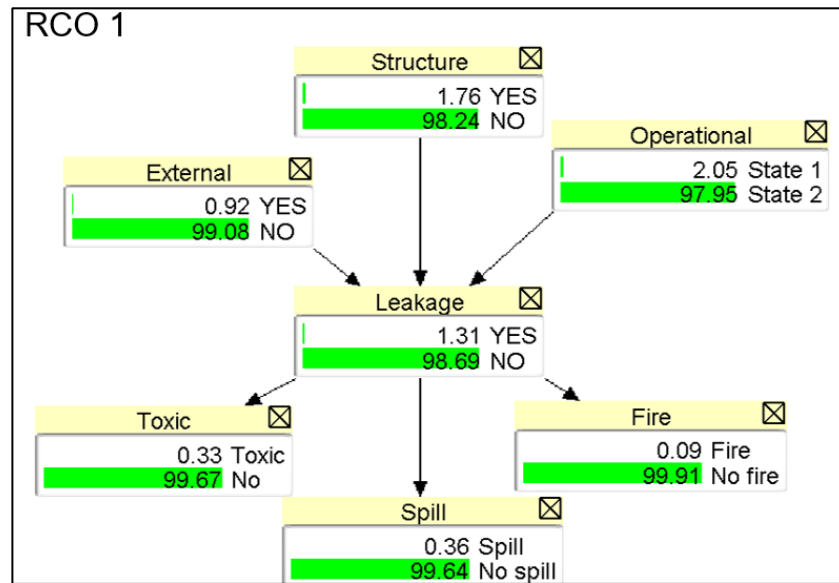 RCO 1
Structure
1.76 YES
98.24 NO
Operational
2.05 State 1
97.95 State 2
External
0.92 YES
99.08 NO
Leakage
1.31 YES
98.69 NO
Toxic
0.33 Toxic
99.67 No
Fire
0.09 Fire
99.91 No fire
Spill
0.36 Spill
99.64 No spill